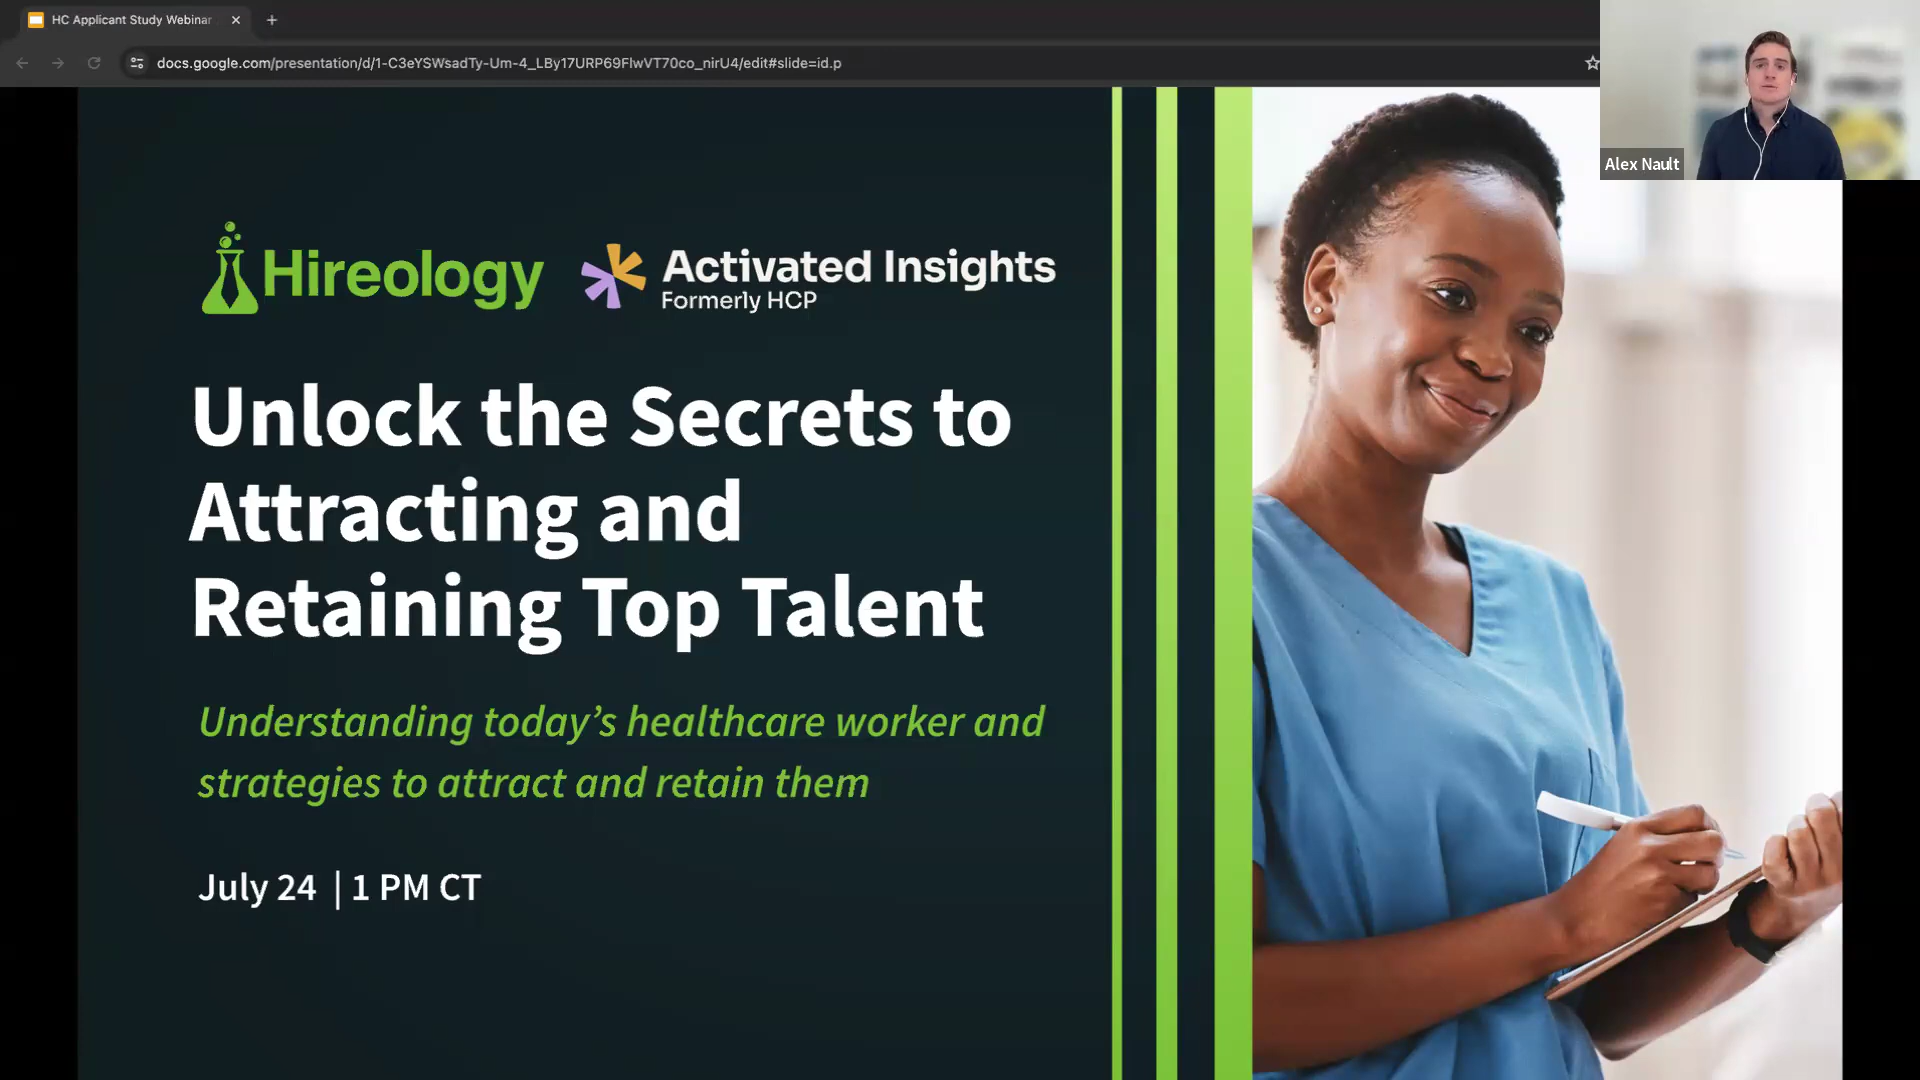 HC Applicant Study Webinar
docs.google.com/presentation/d/1-C3eYSWsadTy-Um-4_LBy17URP69FlwVT70co_nirU4/edit#slide=id.p
Alex Nault
Hireology
Activated Insights
Formerly HCP
Unlock the Secrets to
Attracting and
Retaining Top Talent
Understanding today’s healthcare worker and
strategies to attract and retain them
July 24 | 1 PM CT